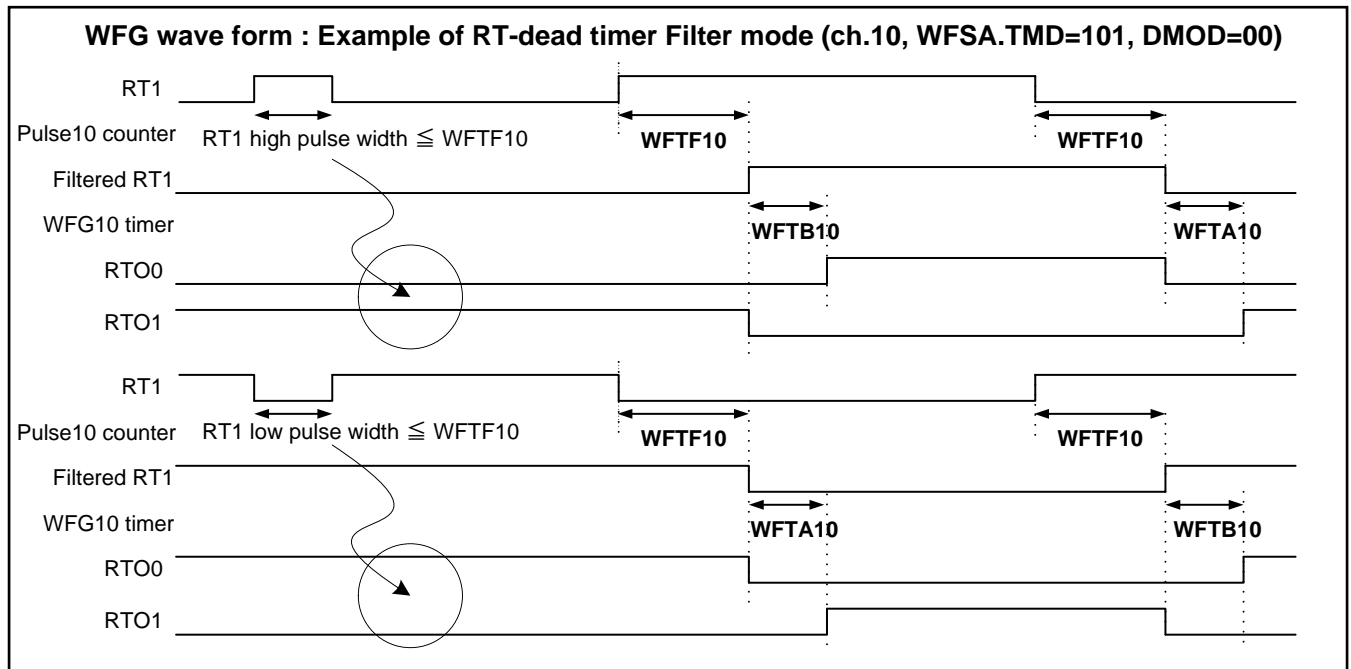 WFG wave form : Example of RT-dead timer Filter mode (ch.10, WFSA.TMD=101, DMOD=00)
RT1
Pulse10 counter RT1 high pulse width ≦ WFTF10 WFTF10 WFTF10
Filtered RT1
WFG10 timer WFTB10 WFTA10
RTO0
RTO1
RT1
Pulse10 counter RT1 low pulse width ≦ WFTF10 WFTF10 WFTF10
Filtered RT1
WFG10 timer WFTA10 WFTB10
RTO0
RTO1